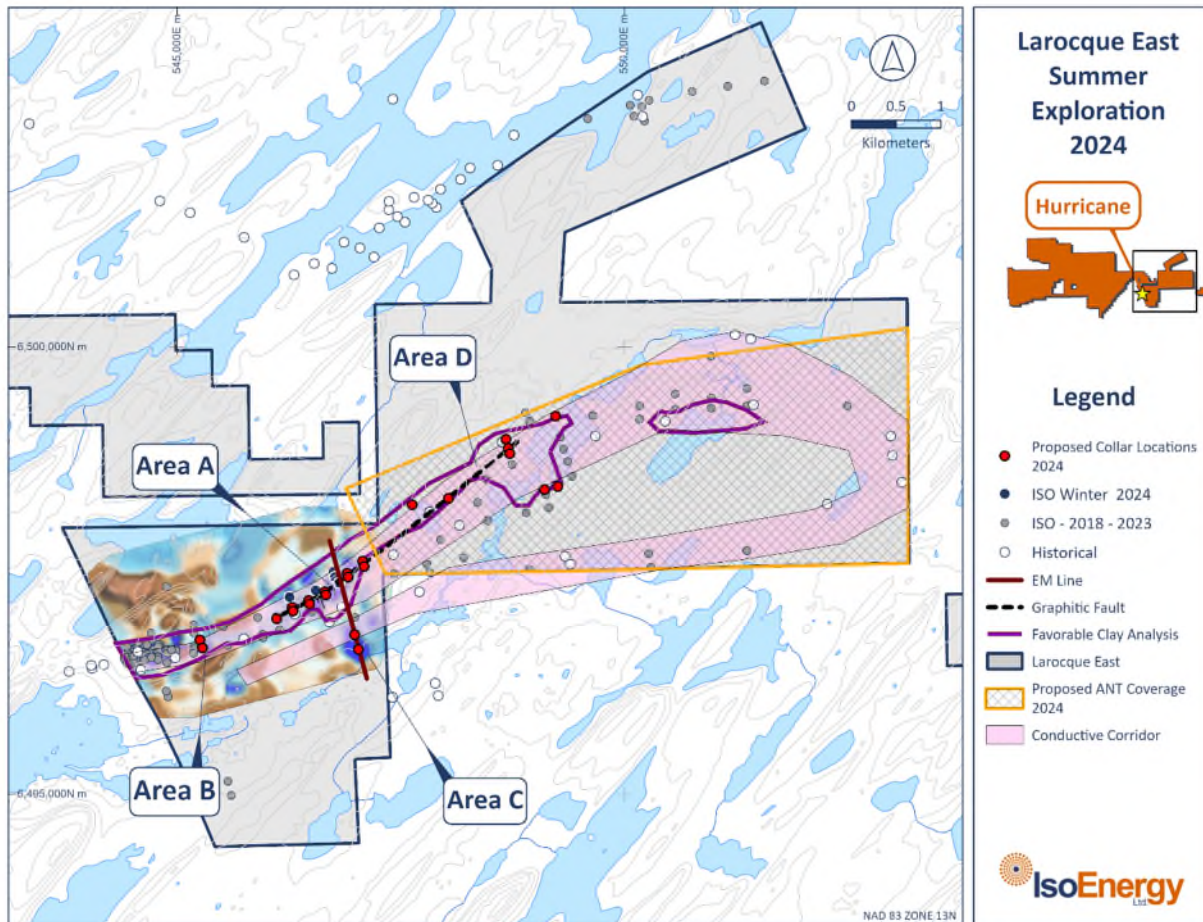 545,000E m
550,000E m
0 0.5 1
Kilometers
6,500,000N m
Area D
Area A
Area B
Area C
6,495,000N m
NAD 83 ZONE 13N
Larocque East
Summer
Exploration
2024
Hurricane
Legend
Proposed Collar Locations
2024
ISO Winter 2024
ISO - 2018 - 2023
Historical
EM Line
Graphitic Fault
Favorable Clay Analysis
Larocque East
Proposed ANT Coverage
2024
Conductive Corridor
IsoEnergy
Ltd.